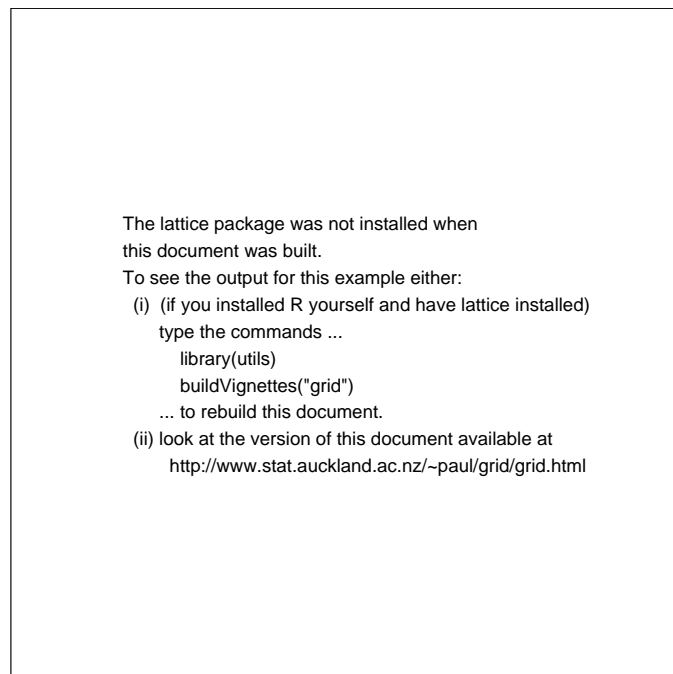 The lattice package was not installed when
this document was built.
To see the output for this example either:
(i) (if you installed R yourself and have lattice installed)
type the commands ...
library(utils)
buildVignettes("grid")
... to rebuild this document.
(ii) look at the version of this document available at
http://www.stat.auckland.ac.nz/~paul/grid/grid.html